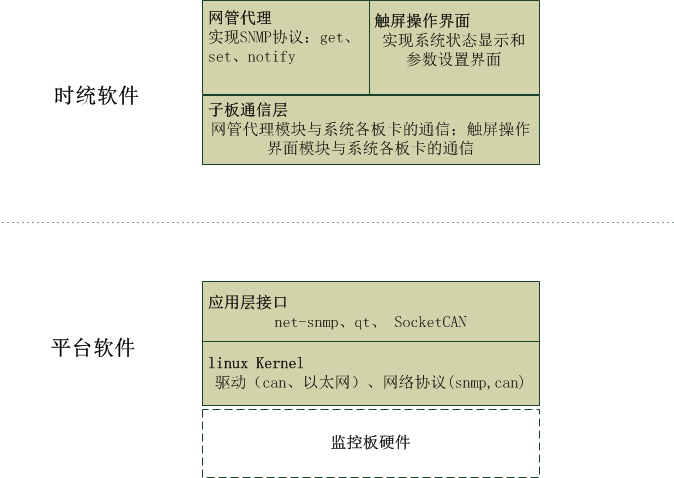 网管代理
实现SNMP协议: get、
set、notify
触屏操作界面
实现系统状态显示和
参数设置界面
时统软件
子板通信层
网管代理模块与系统各板卡的通信; 触屏操作
界面模块与系统各板卡的通信
应用层接口
net-snmp、qt、 SocketCAN
平台软件
linux Kernel
驱动（can、以太网）、网络协议(snmp,can)
监控板硬件